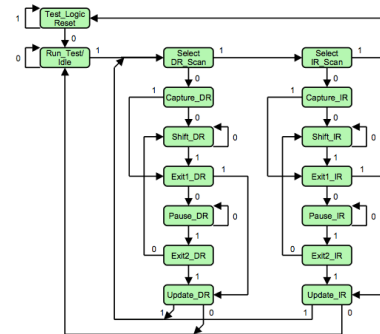 Test_Logic
Reset
1
0
Run_Test/
Idle
0
1
Select
DR_Scan
1
Select
IR_Scan
1
0
0
Capture_DR
1
Capture_IR
1
0
0
Shift_DR
0
Shift_IR
0
1
1
Exit1_DR
1
Exit1_IR
1
0
0
Pause_DR
0
Pause_IR
0
1
1
Exit2_DR
0
Exit2_IR
0
1
1
Update_DR
Update_IR
1
0
1
0